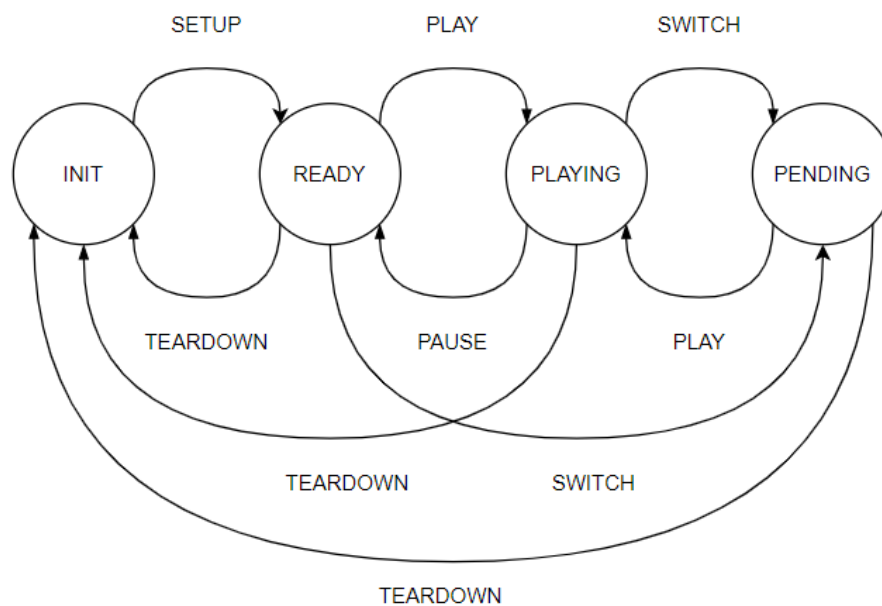 SETUP PLAY SWITCH
INIT READY PLAYING PENDING
TEARDOWN PAUSE PLAY
TEARDOWN SWITCH
TEARDOWN